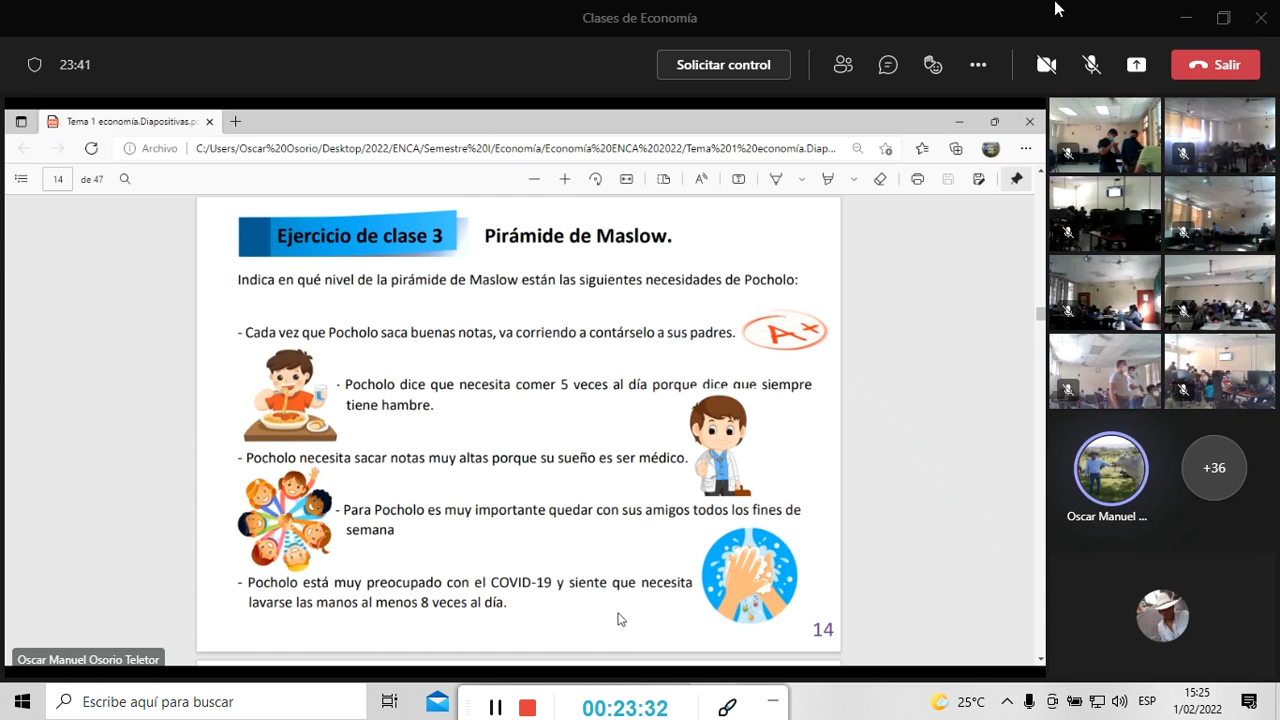 Clases de Economía
23:41
Solicitar control
Salir
Tema 1 economía.Diapositivas.pc
Archivo
C:/Users/Oscar%20Osorio/Desktop/2022/ENCA/Semestre%20I/Economía/Economía%20ENCA%202022/Tema%201%20economía.Diap...
14
de 47
Ejercicio de clase 3
Pirámide de Maslow.
Indica en qué nivel de la pirámide de Maslow están las siguientes necesidades de Pocholo:
- Cada vez que Pocholo saca buenas notas, va corriendo a contárselo a sus padres.
A+
- Pocholo dice que necesita comer 5 veces al día porque dice que siempre
tiene hambre.
- Pocholo necesita sacar notas muy altas porque su sueño es ser médico.
- Para Pocholo es muy importante quedar con sus amigos todos los fines de
semana
- Pocholo está muy preocupado con el COVID-19 y siente que necesita
lavarse las manos al menos 8 veces al día.
14
Oscar Manuel Osorio Teletor
+36
Oscar Manuel ...
Escribe aquí para buscar
00:23:32
25°C
ESP
15:25
1/02/2022